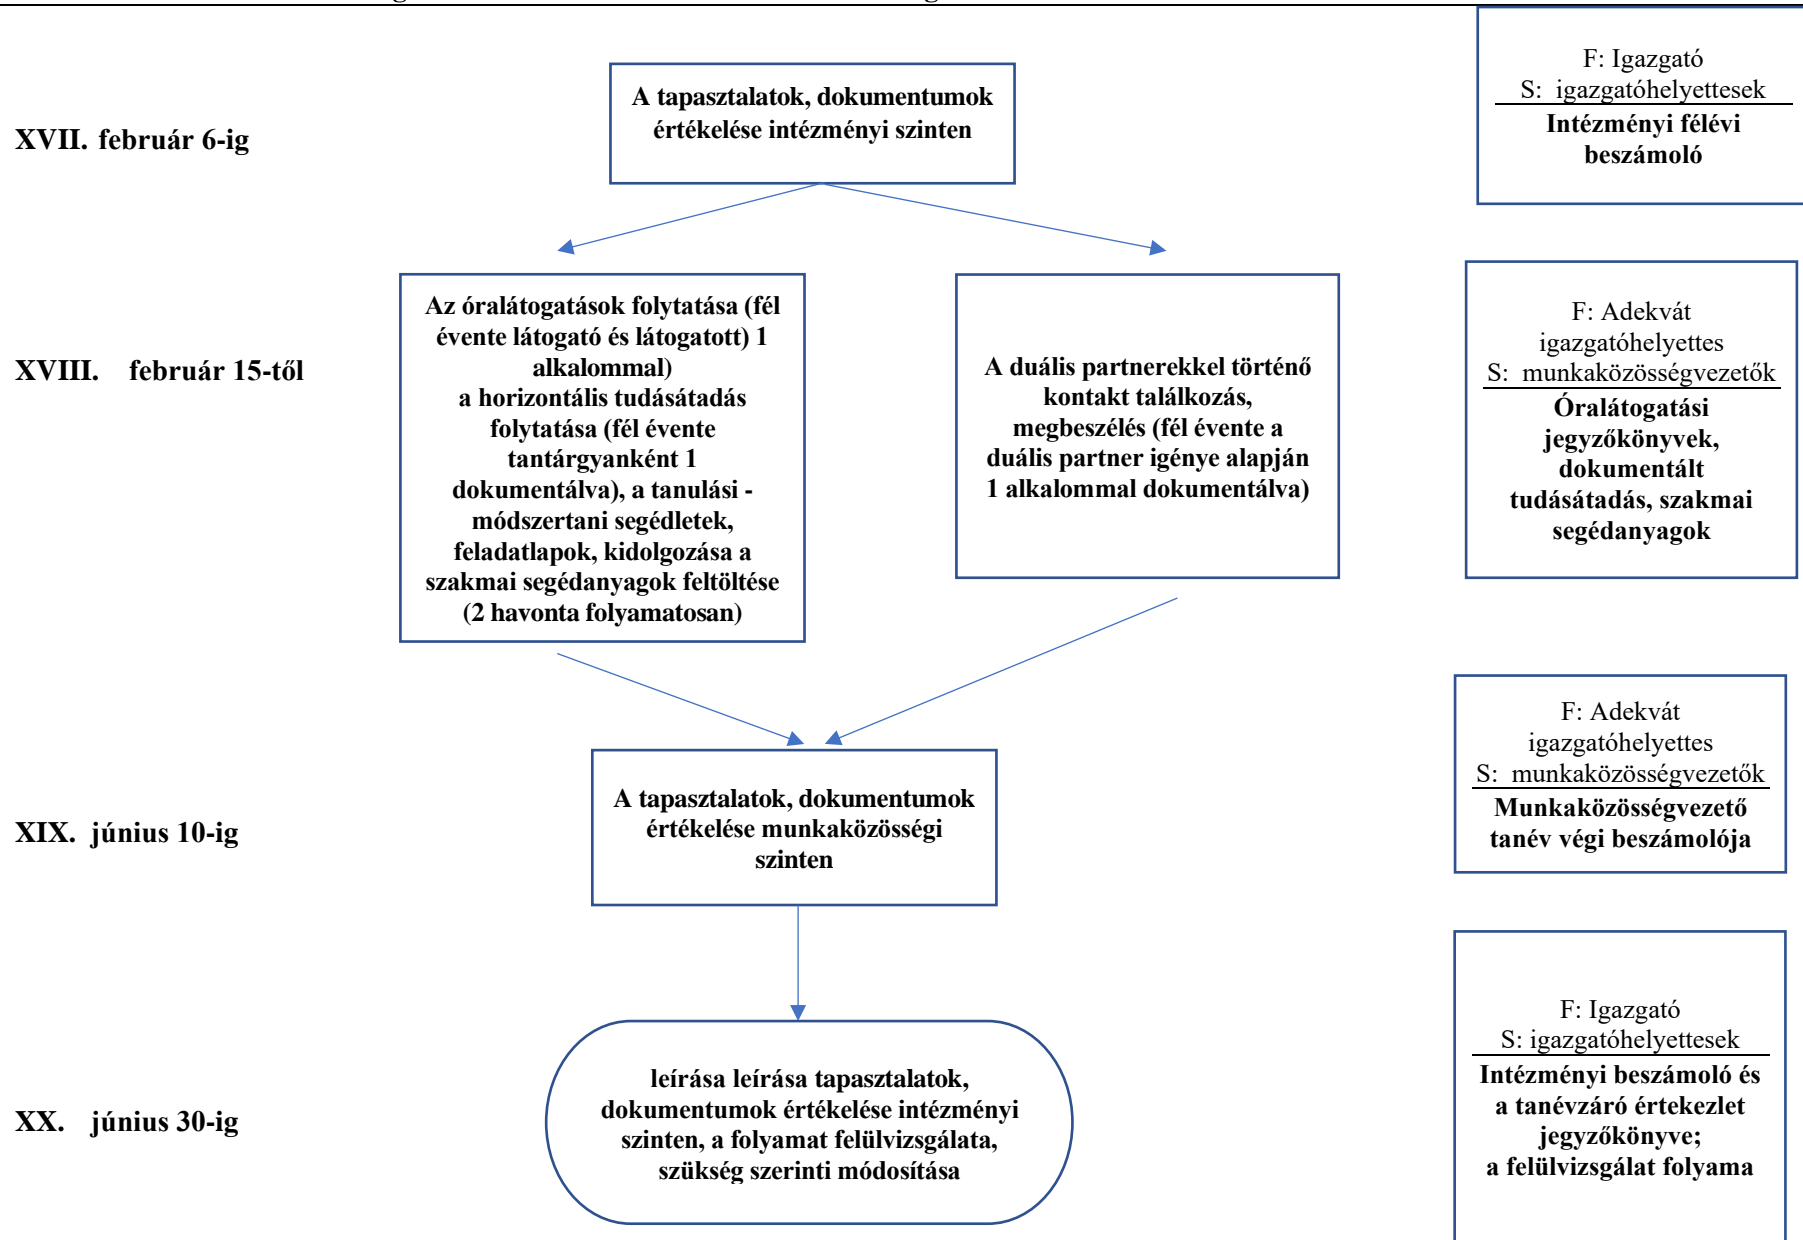 XVII. február 6-ig
A tapasztalatok, dokumentumok
értékelése intézményi szinten
F: Igazgató
S: igazgatóhelyettesek
Intézményi félévi
beszámoló
XVIII. február 15-től
Az óralátogatások folytatása (fél
évente látogató és látogatott) 1
alkalommal)
a horizontális tudásátadás
folytatása (fél évente
tantárgyanként 1
dokumentálva), a tanulási -
módszertani segédletek,
feladatlapok, kidolgozása a
szakmai segédanyagok feltöltése
(2 havonta folyamatosan)
A duális partnerekkel történő
kontakt találkozás,
megbeszélés (fél évente a
duális partner igénye alapján
1 alkalommal dokumentálva)
F: Adekvát
igazgatóhelyettes
S: munkaközösségvezetők
Óralátogatási
jegyzőkönyvek,
dokumentált
tudásátadás, szakmai
segédanyagok
XIX. június 10-ig
A tapasztalatok, dokumentumok
értékelése munkaközösségi
szinten
F: Adekvát
igazgatóhelyettes
S: munkaközösségvezetők
Munkaközösségvezető
tanév végi beszámolója
XX. június 30-ig
leírása leírása tapasztalatok,
dokumentumok értékelése intézményi
szinten, a folyamat felülvizsgálata,
szükség szerinti módosítása
F: Igazgató
S: igazgatóhelyettesek
Intézményi beszámoló és
a tanévzáró értekezlet
jegyzőkönyve;
a felülvizsgálat folyama